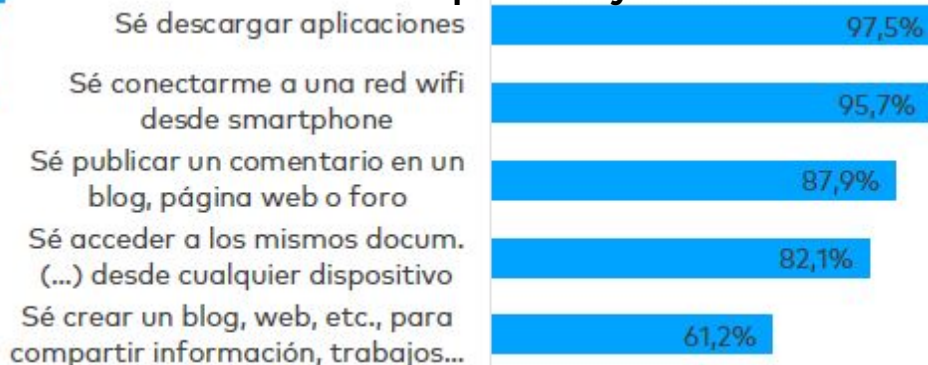 Sé descargar aplicaciones
97,5%
Sé conectarme a una red wifi
desde smartphone
95,7%
Sé publicar un comentario en un
blog, página web o foro
87,9%
Sé acceder a los mismos docum.
(...) desde cualquier dispositivo
82,1%
Sé crear un blog, web, etc., para
compartir información, trabajos...
61,2%